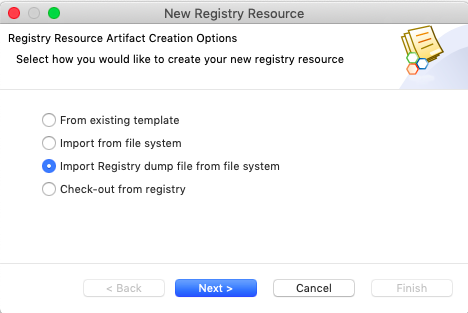 New Registry Resource
Registry Resource Artifact Creation Options
Select how you would like to create your new registry resource
From existing template
Import from file system
Import Registry dump file from file system
Check-out from registry
< Back
Next >
Cancel
Finish